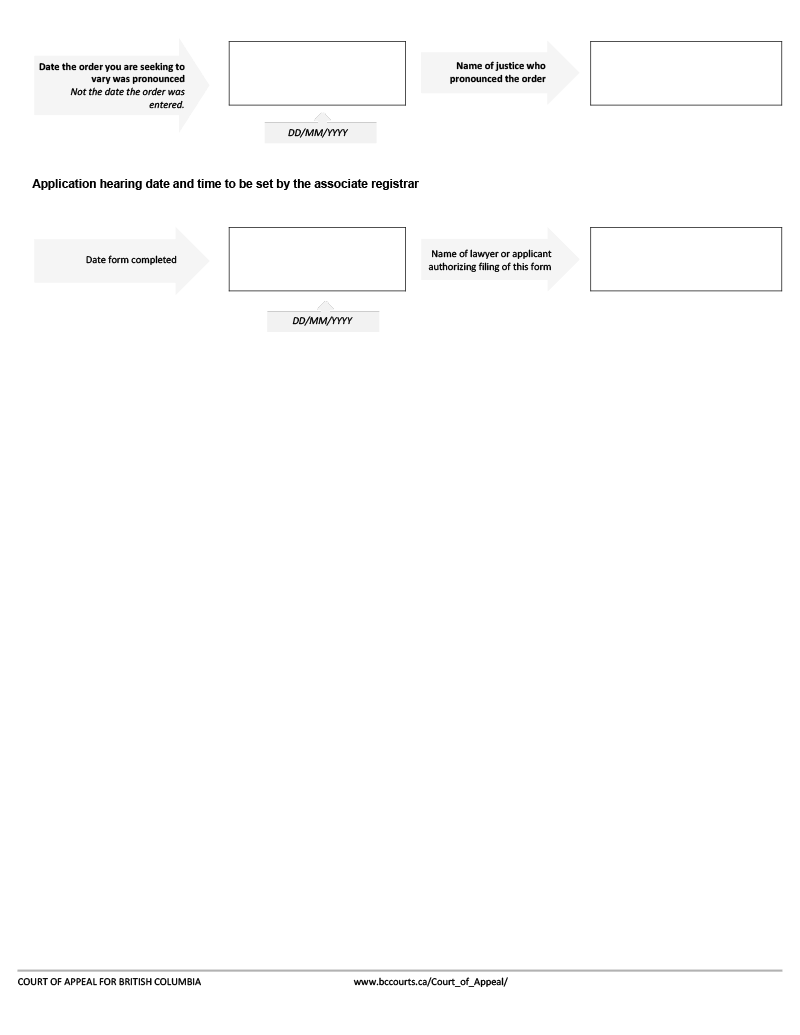 Date the order you are seeking to
vary was pronounced
Not the date the order was
entered.
Name of justice who
pronounced the order
DD/MM/YYYY
Application hearing date and time to be set by the associate registrar
Date form completed
Name of lawyer or applicant
authorizing filing of this form
DD/MM/YYYY
COURT OF APPEAL FOR BRITISH COLUMBIA
www.bccourts.ca/Court_of_Appeal/